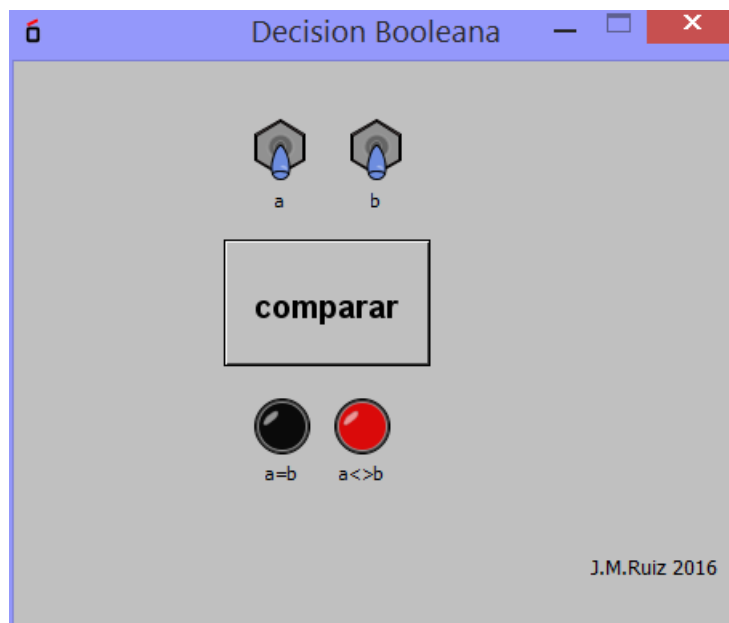 Decision Booleana
a b
comparar
a=b a<>b
J.M.Ruiz 2016